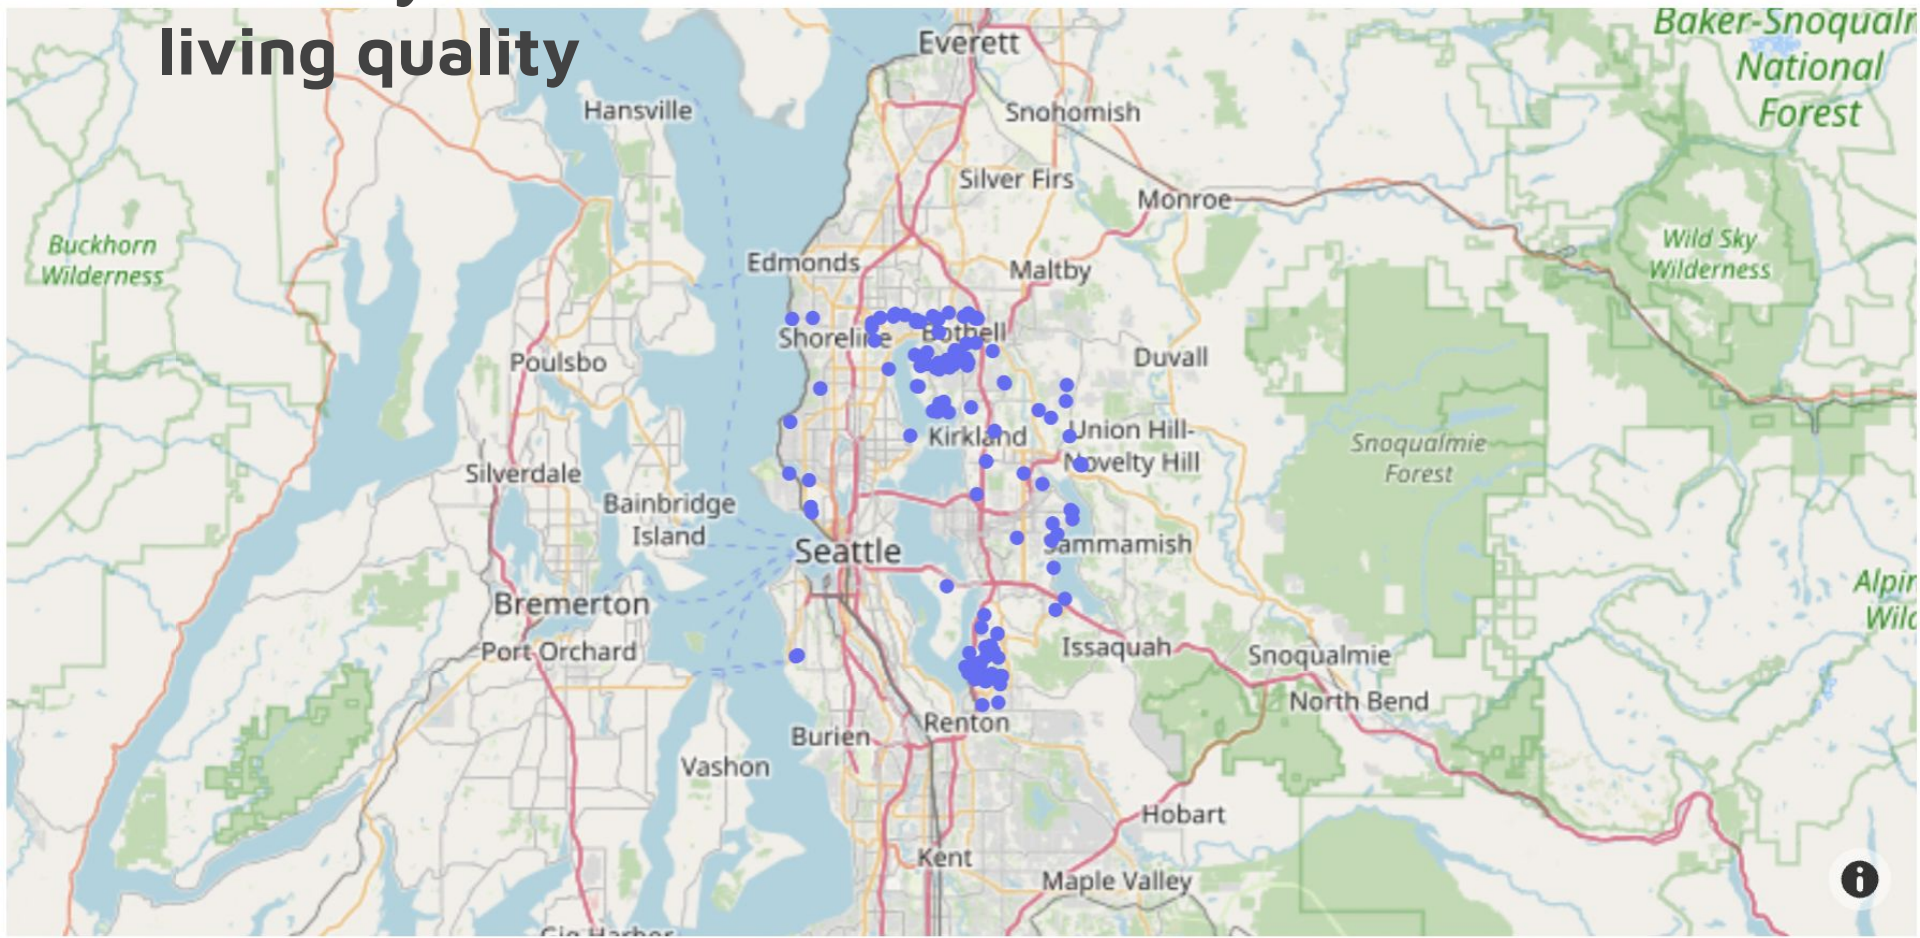 living quality
Everett
Baker-Snoqualm
National
Forest
Hansville
Snohomish
Silver Firs
Monroe
Buckhorn
Wilderness
Edmonds
Maltby
Wild Sky
Wilderness
Shoreline
Bothell
Poulsbo
Duvall
Kirkland
Union Hill-
Novelty Hill
Snoqualmie
Forest
Silverdale
Bainbridge
Island
Seattle
Sammamish
Bremerton
Alpin
Wild
Port Orchard
Issaquah
Snoqualmie
North Bend
Renton
Burien
Vashon
Hobart
Kent
Maple Valley
Gig Harbor